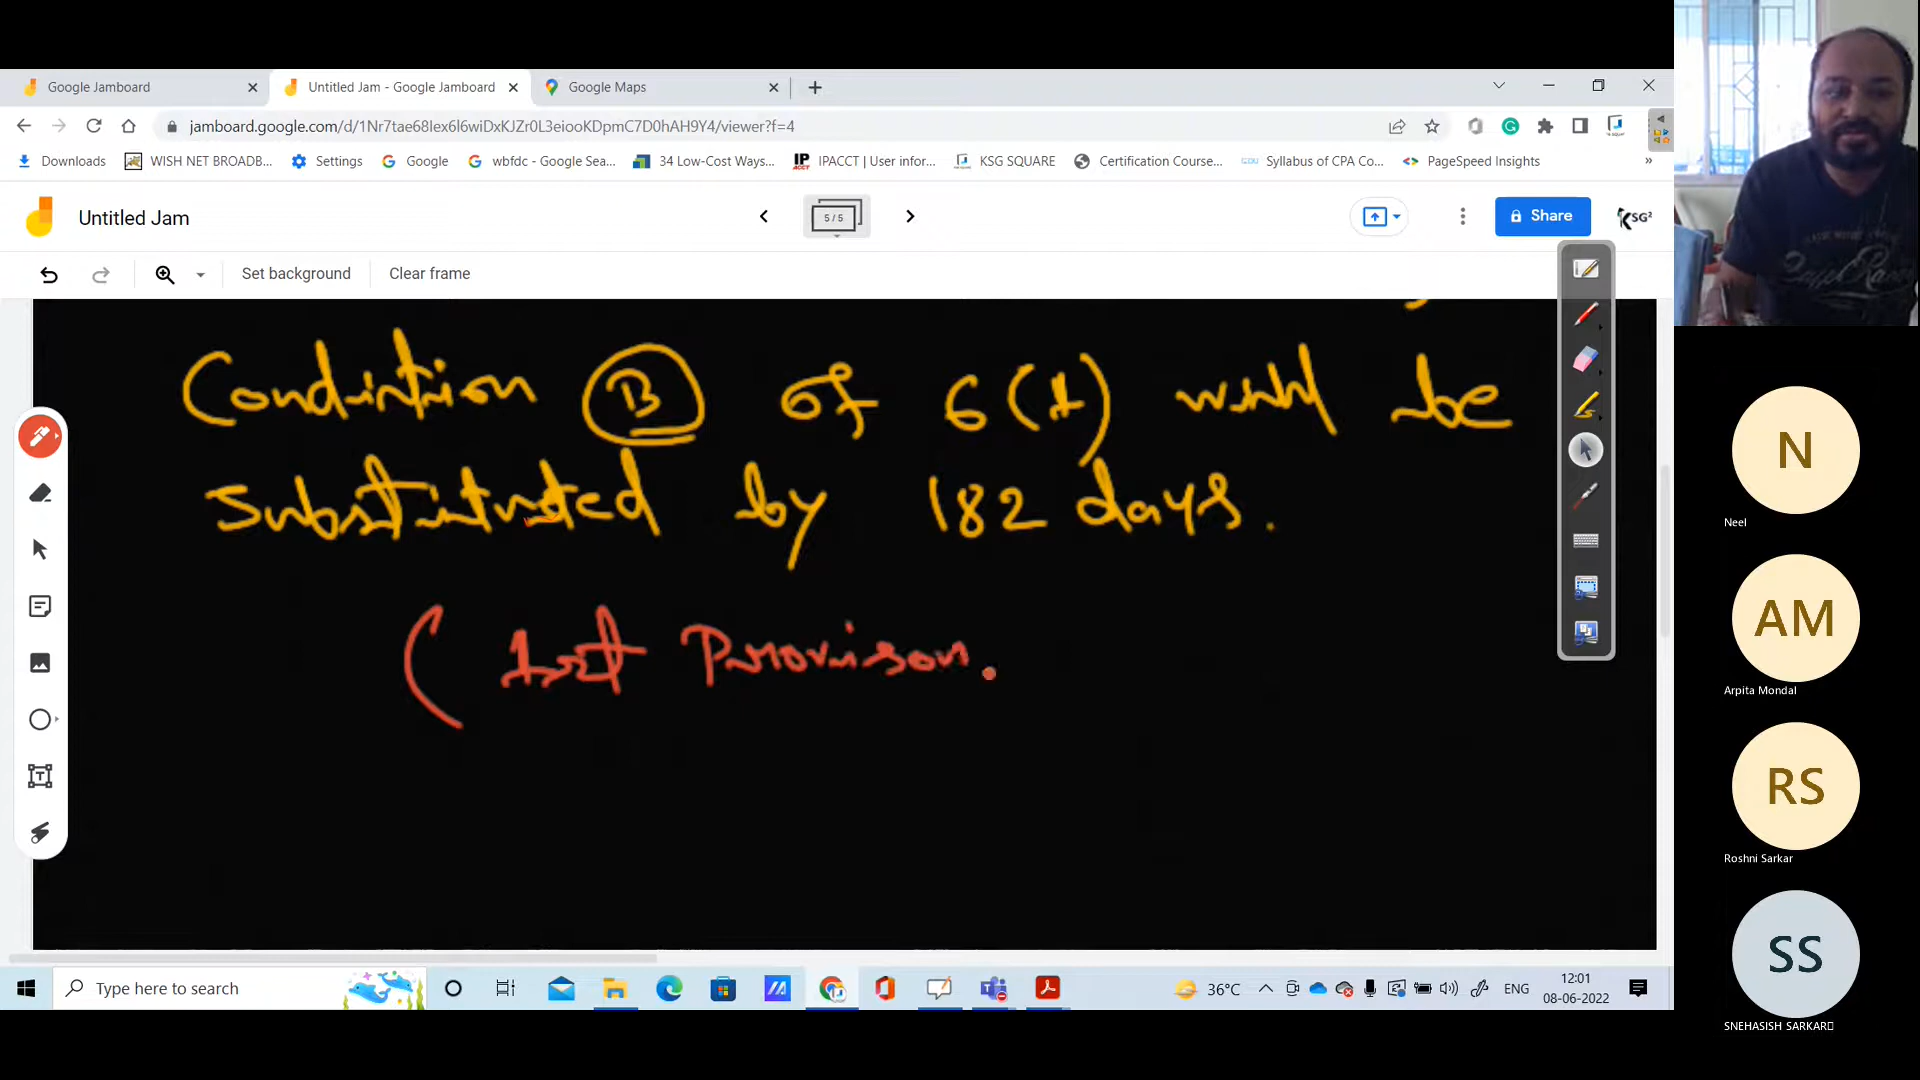 Google Jamboard
Untitled Jam - Google Jamboard
Google Maps
jamboard.google.com/d/1Nr7tae68Iex6l6wiDxKJZr0L3eiooKDpmC7D0hAH9Y4/viewer?f=4
Downloads
WISH NET BROADB...
Settings
Google
wbfdc - Google Sea...
34 Low-Cost Ways...
IPACCT | User infor...
KSG SQUARE
Certification Course...
Syllabus of CPA Co...
PageSpeed Insights
»
Untitled Jam
5 / 5
Share
KSG²
Set background
Clear frame
Condintion B of 6(1) will be
substituted by 182 days.
( 1st Provison.
N
Neel
AM
Arpita Mondal
RS
Roshni Sarkar
SS
SNEHASISH SARKAR
Type here to search
36°C
ENG
12:01
08-06-2022